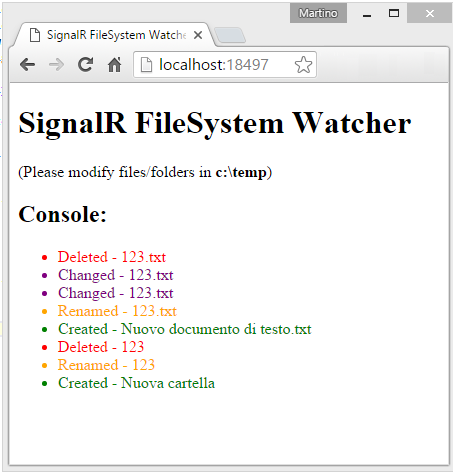 Martino
SignalR FileSystem Watche
localhost:18497
SignalR FileSystem Watcher
(Please modify files/folders in c:\temp)
Console:
Deleted - 123.txt
Changed - 123.txt
Changed - 123.txt
Renamed - 123.txt
Created - Nuovo documento di testo.txt
Deleted - 123
Renamed - 123
Created - Nuova cartella